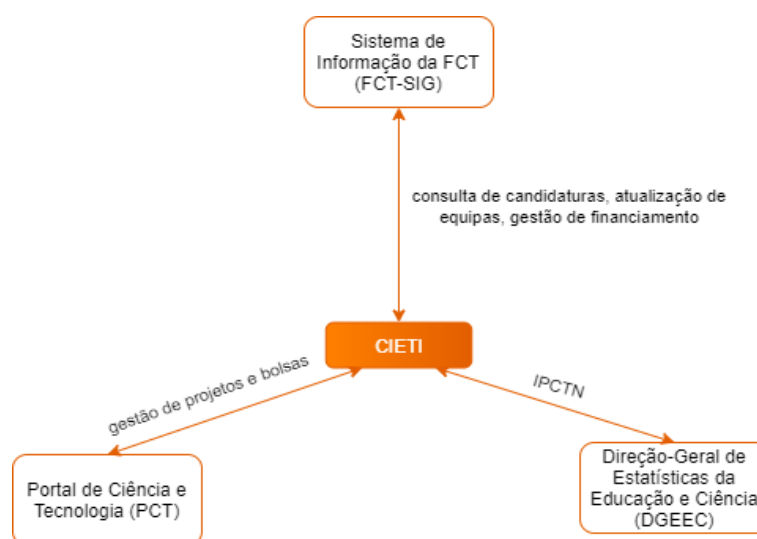 Sistema de
Informação da FCT
(FCT-SIG)
consulta de candidaturas, atualização de
equipas, gestão de financiamento
CIETI
gestão de projetos e bolsas
IPCTN
Portal de Ciência e
Tecnologia (PCT)
Direção-Geral de
Estatísticas da
Educação e Ciência
(DGEEC)